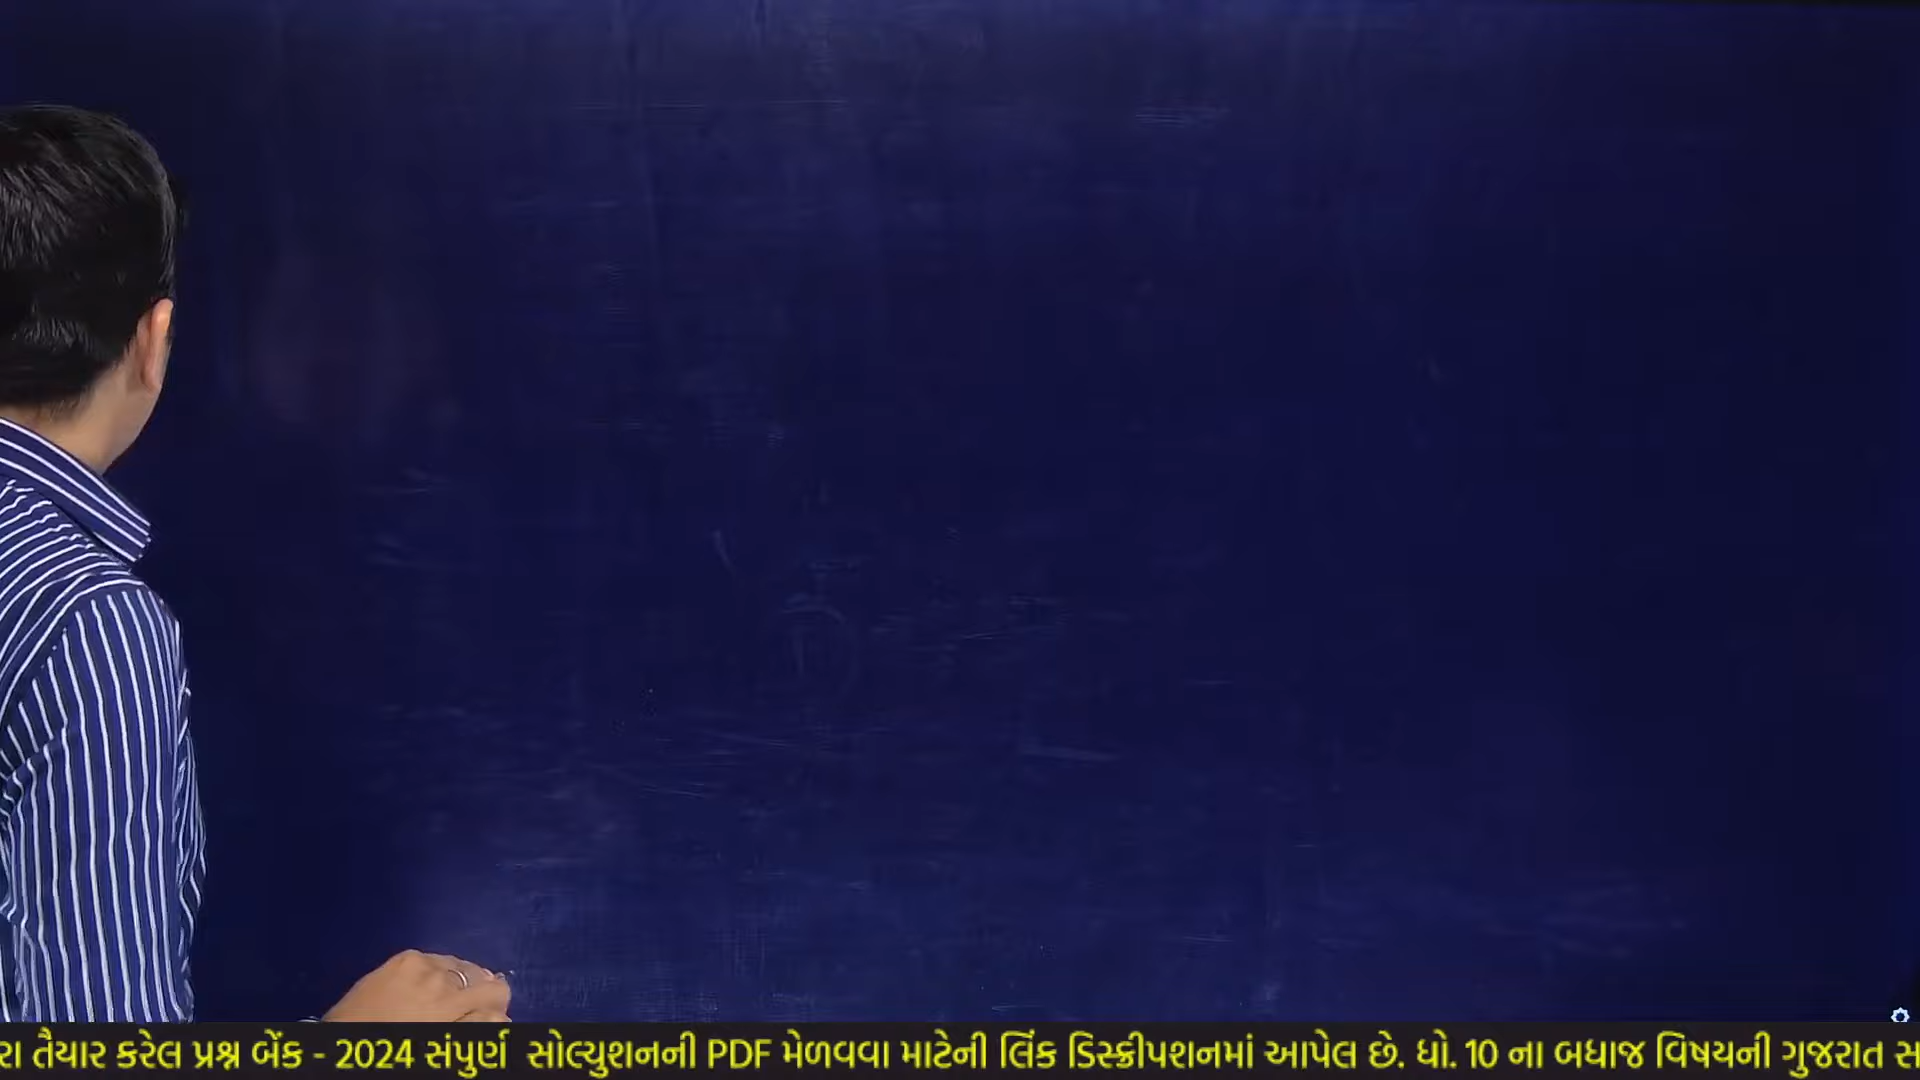 તૈયાર કરેલ પ્રશ્ન બેંક - 2024 સંપુર્ણ સોલ્યુશનની PDF મેળવવા માટેની લિંક ડિસ્ક્રીપશનમાં આપેલ છે. ધો. 10 ના બધાજ વિષયની ગુજરાત